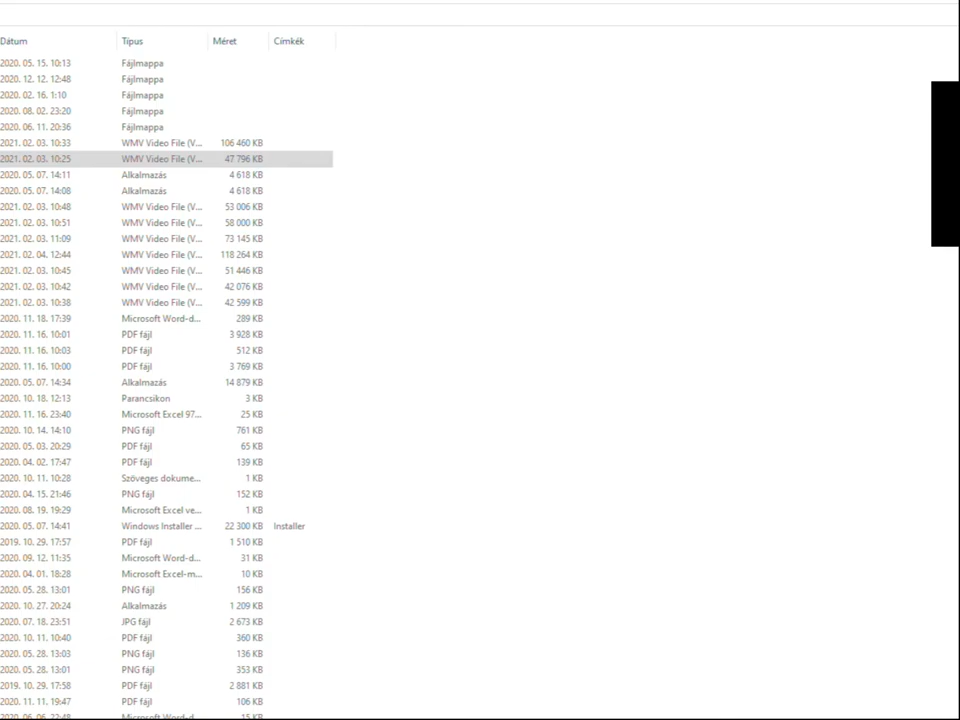 Dátum Típus Méret Címkék
2020. 05. 15. 10:13 Fájlmappa
2020. 12. 12. 12:48 Fájlmappa
2020. 02. 16. 1:10 Fájlmappa
2020. 08. 02. 23:20 Fájlmappa
2020. 06. 11. 20:36 Fájlmappa
2021. 02. 03. 10:33 WMV Video File (V... 106 460 KB
2021. 02. 03. 10:25 WMV Video File (V... 47 796 KB
2020. 05. 07. 14:11 Alkalmazás 4 618 KB
2020. 05. 07. 14:08 Alkalmazás 4 618 KB
2021. 02. 03. 10:48 WMV Video File (V... 53 006 KB
2021. 02. 03. 10:51 WMV Video File (V... 58 000 KB
2021. 02. 03. 11:09 WMV Video File (V... 73 145 KB
2021. 02. 04. 12:44 WMV Video File (V... 118 264 KB
2021. 02. 03. 10:45 WMV Video File (V... 51 446 KB
2021. 02. 03. 10:42 WMV Video File (V... 42 076 KB
2021. 02. 03. 10:38 WMV Video File (V... 42 599 KB
2020. 11. 18. 17:39 Microsoft Word-d... 289 KB
2020. 11. 16. 10:01 PDF fájl 3 928 KB
2020. 11. 16. 10:03 PDF fájl 512 KB
2020. 11. 16. 10:00 PDF fájl 3 769 KB
2020. 05. 07. 14:34 Alkalmazás 14 879 KB
2020. 10. 18. 12:13 Parancsikon 3 KB
2020. 11. 16. 23:40 Microsoft Excel 97... 25 KB
2020. 10. 14. 14:10 PNG fájl 761 KB
2020. 05. 03. 20:29 PDF fájl 65 KB
2020. 04. 02. 17:47 PDF fájl 139 KB
2020. 10. 11. 10:28 Szöveges dokume... 1 KB
2020. 04. 15. 21:46 PNG fájl 152 KB
2020. 08. 19. 19:29 Microsoft Excel ve... 1 KB
2020. 05. 07. 14:41 Windows Installer ... 22 300 KB Installer
2019. 10. 29. 17:57 PDF fájl 1 510 KB
2020. 09. 12. 11:35 Microsoft Word-d... 31 KB
2020. 04. 01. 18:28 Microsoft Excel-m... 10 KB
2020. 05. 28. 13:01 PNG fájl 156 KB
2020. 10. 27. 20:24 Alkalmazás 1 209 KB
2020. 07. 18. 23:51 JPG fájl 2 673 KB
2020. 10. 11. 10:40 PDF fájl 360 KB
2020. 05. 28. 13:03 PNG fájl 136 KB
2020. 05. 28. 13:01 PNG fájl 353 KB
2019. 10. 29. 17:58 PDF fájl 2 881 KB
2020. 11. 11. 19:47 PDF fájl 106 KB
2020. 06. 06. 22:48 Microsoft Word-d... 15 KB